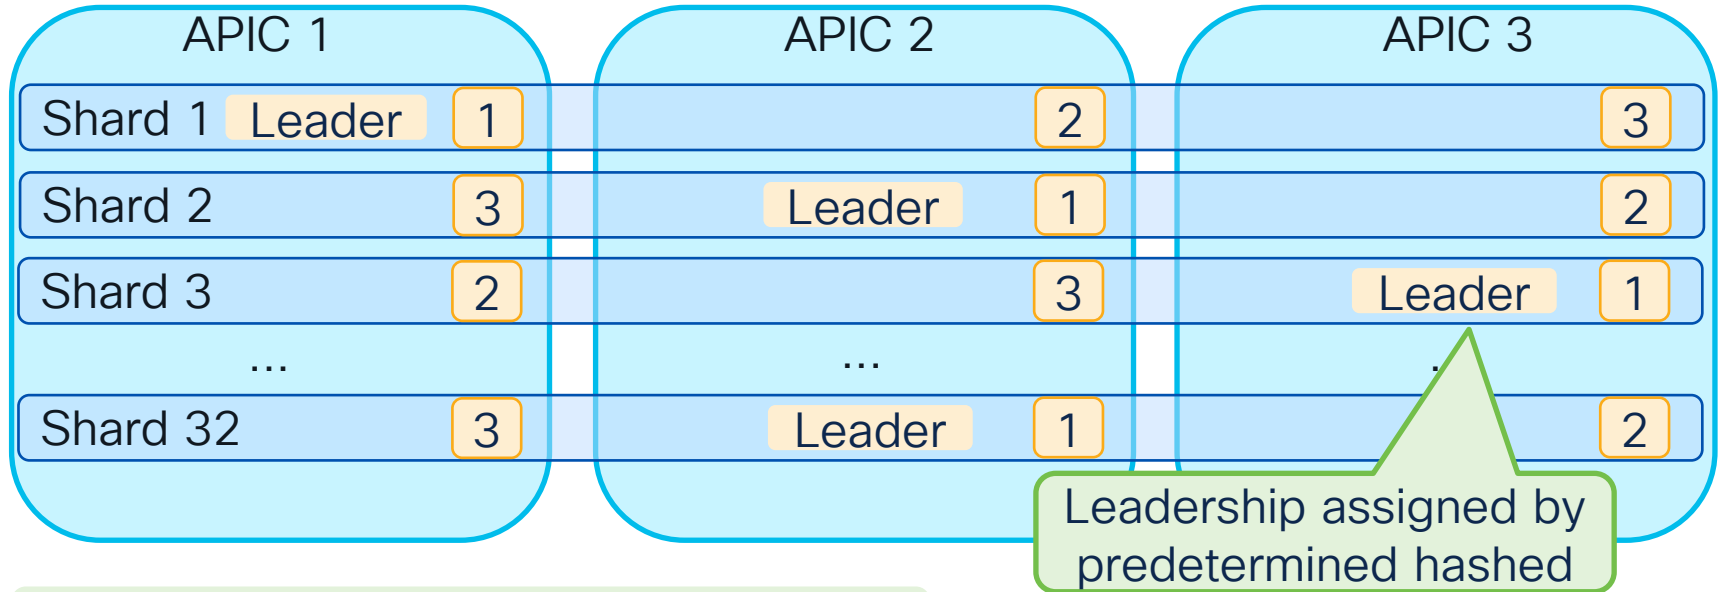 APIC 1 APIC 2 APIC 3
Shard 1 Leader 1 2 3
Shard 2 3 Leader 1 2
Shard 3 2 3 Leader 1
... ... .
Shard 32 3 Leader 1 2
Leadership assigned by
predetermined hashed